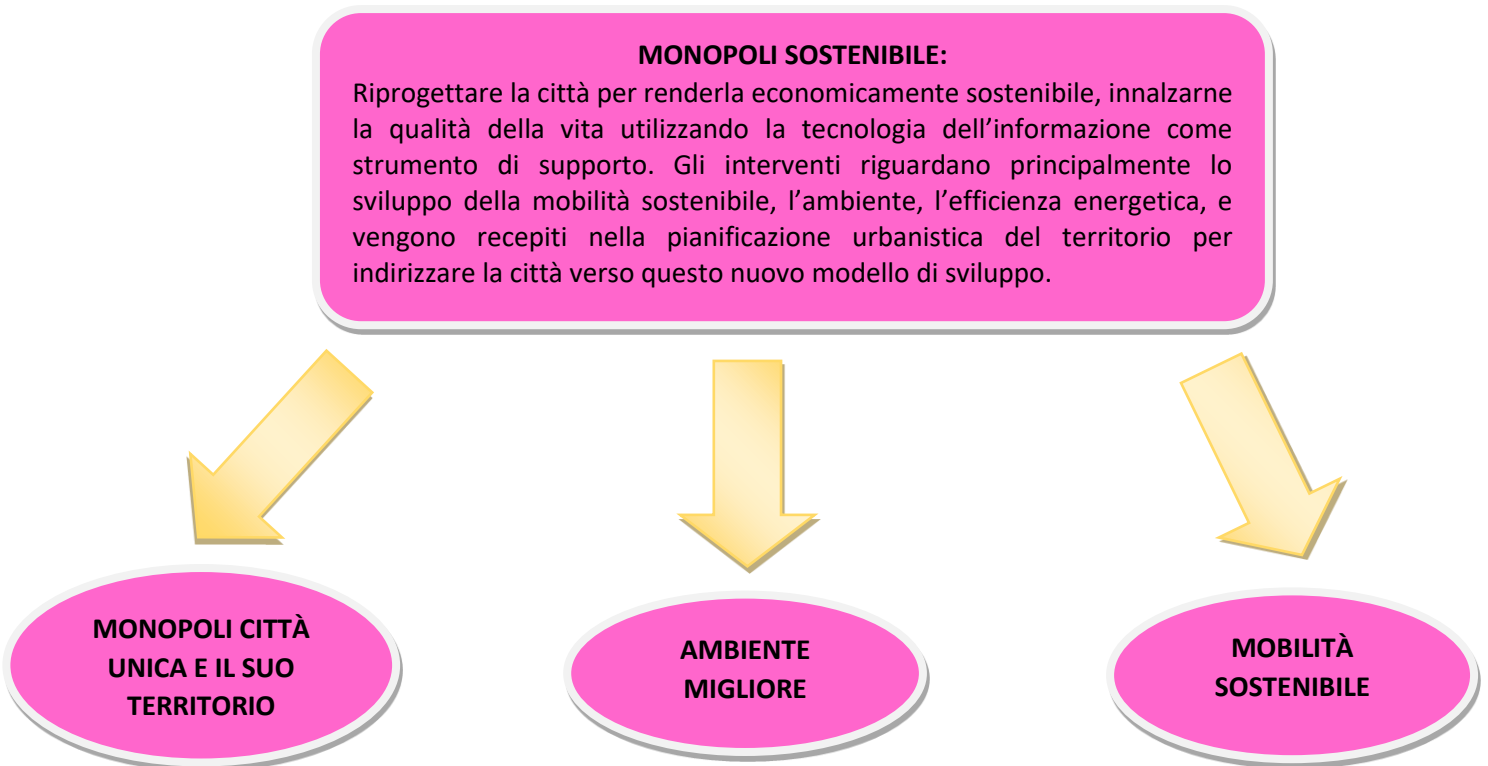 MONOPOLI SOSTENIBILE:
Riprogettare la città per renderla economicamente sostenibile, innalzarne
la qualità della vita utilizzando la tecnologia dell’informazione come
strumento di supporto. Gli interventi riguardano principalmente lo
sviluppo della mobilità sostenibile, l’ambiente, l’efficienza energetica, e
vengono recepiti nella pianificazione urbanistica del territorio per
indirizzare la città verso questo nuovo modello di sviluppo.
MONOPOLI CITTÀ
UNICA E IL SUO
TERRITORIO
AMBIENTE
MIGLIORE
MOBILITÀ
SOSTENIBILE